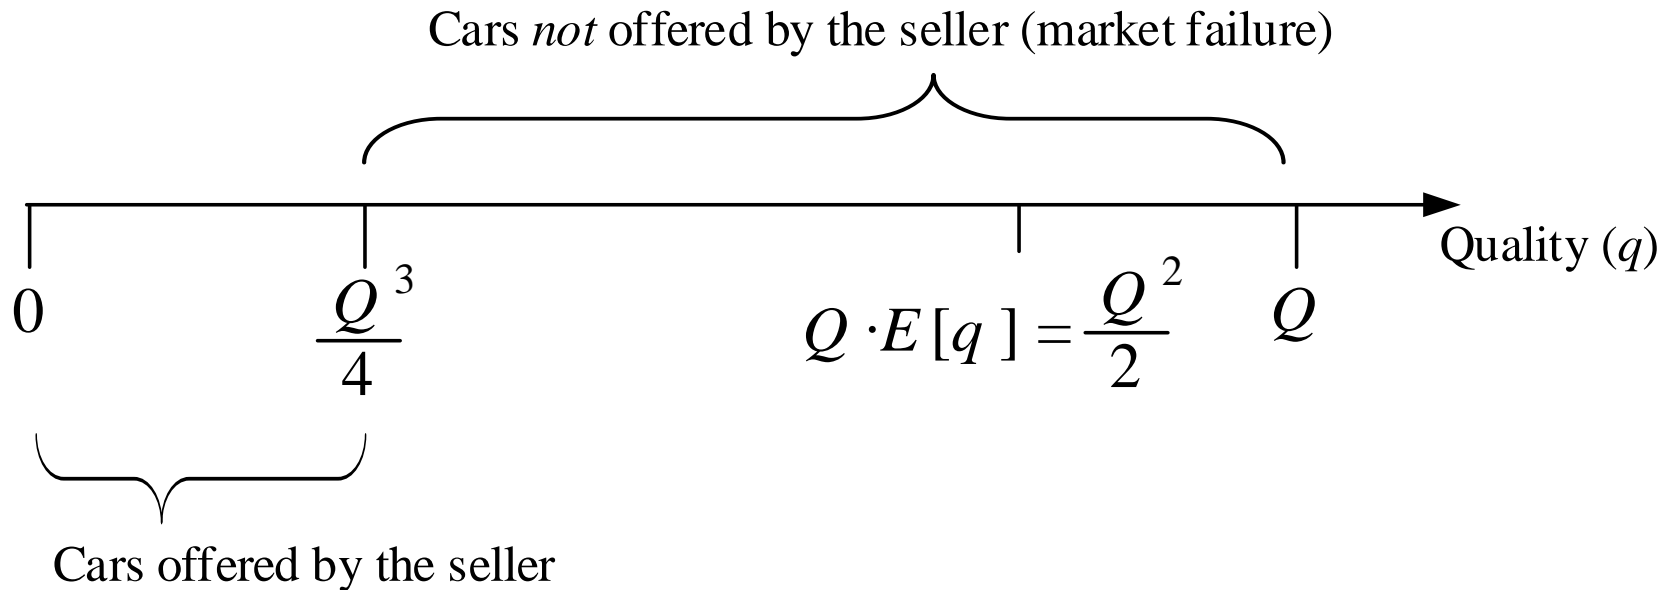 Cars not offered by the seller (market failure)
Quality (q)
0
Q^3/4
Q · E[q] = Q^2/2
Q
Cars offered by the seller